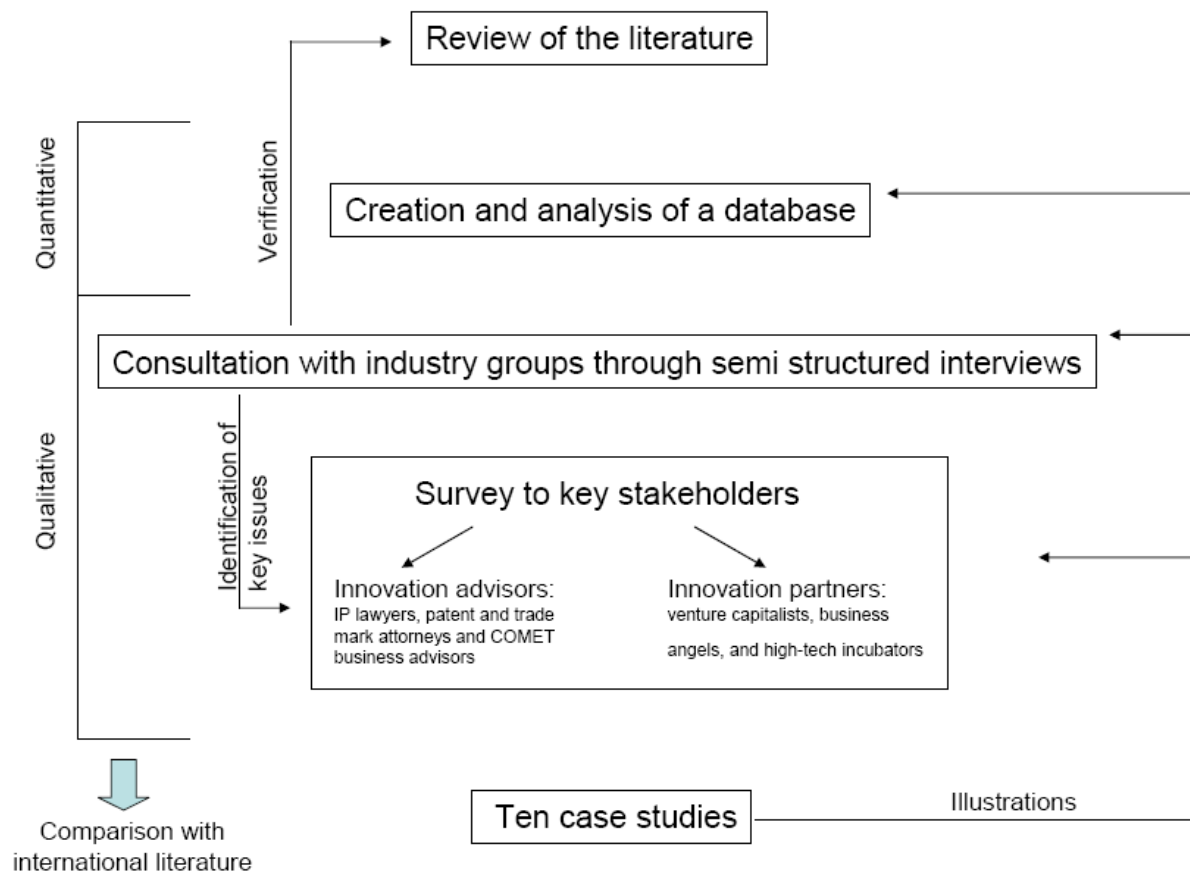 Review of the literature
Quantitative
Verification
Creation and analysis of a database
Consultation with industry groups through semi structured interviews
Qualitative
Identification of
key issues
Survey to key stakeholders
Innovation advisors:
IP lawyers, patent and trade
mark attorneys and COMET
business advisors
Innovation partners:
venture capitalists, business
angels, and high-tech incubators
Ten case studies
Illustrations
Comparison with
international literature